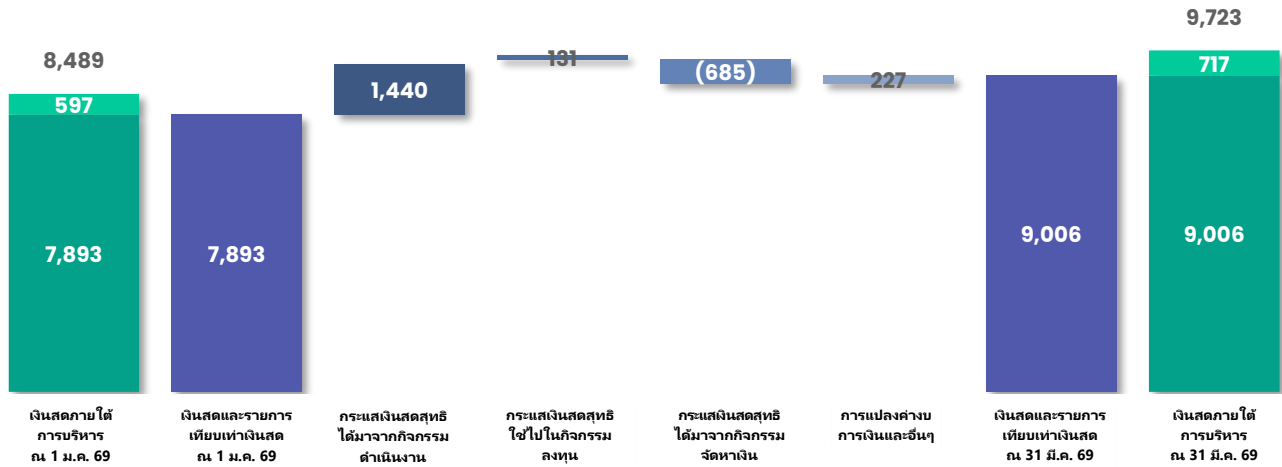 8,489
597
7,893
7,893
1,440
131
(685)
227
9,006
9,723
717
9,006
เงินสดภายใต้
การบริหาร
ณ 1 ม.ค. 69
เงินสดและรายการ
เทียบเท่าเงินสด
ณ 1 ม.ค. 69
กระแสเงินสดสุทธิ
ได้มาจากกิจกรรม
ดำเนินงาน
กระแสเงินสดสุทธิ
ใช้ไปในกิจกรรม
ลงทุน
กระแสเงินสดสุทธิ
ได้มาจากกิจกรรม
จัดหาเงิน
การแปลงค่างบ
การเงินและอื่นๆ
เงินสดและรายการ
เทียบเท่าเงินสด
ณ 31 มี.ค. 69
เงินสดภายใต้
การบริหาร
ณ 31 มี.ค. 69